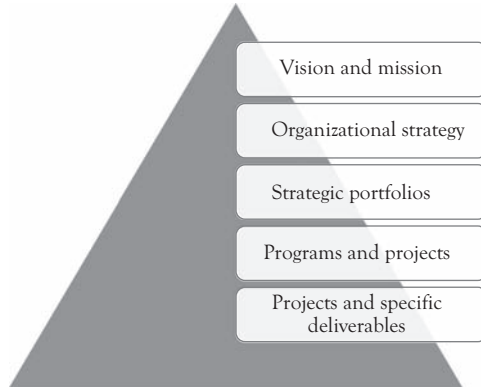 Vision and mission
Organizational strategy
Strategic portfolios
Programs and projects
Projects and specific
deliverables